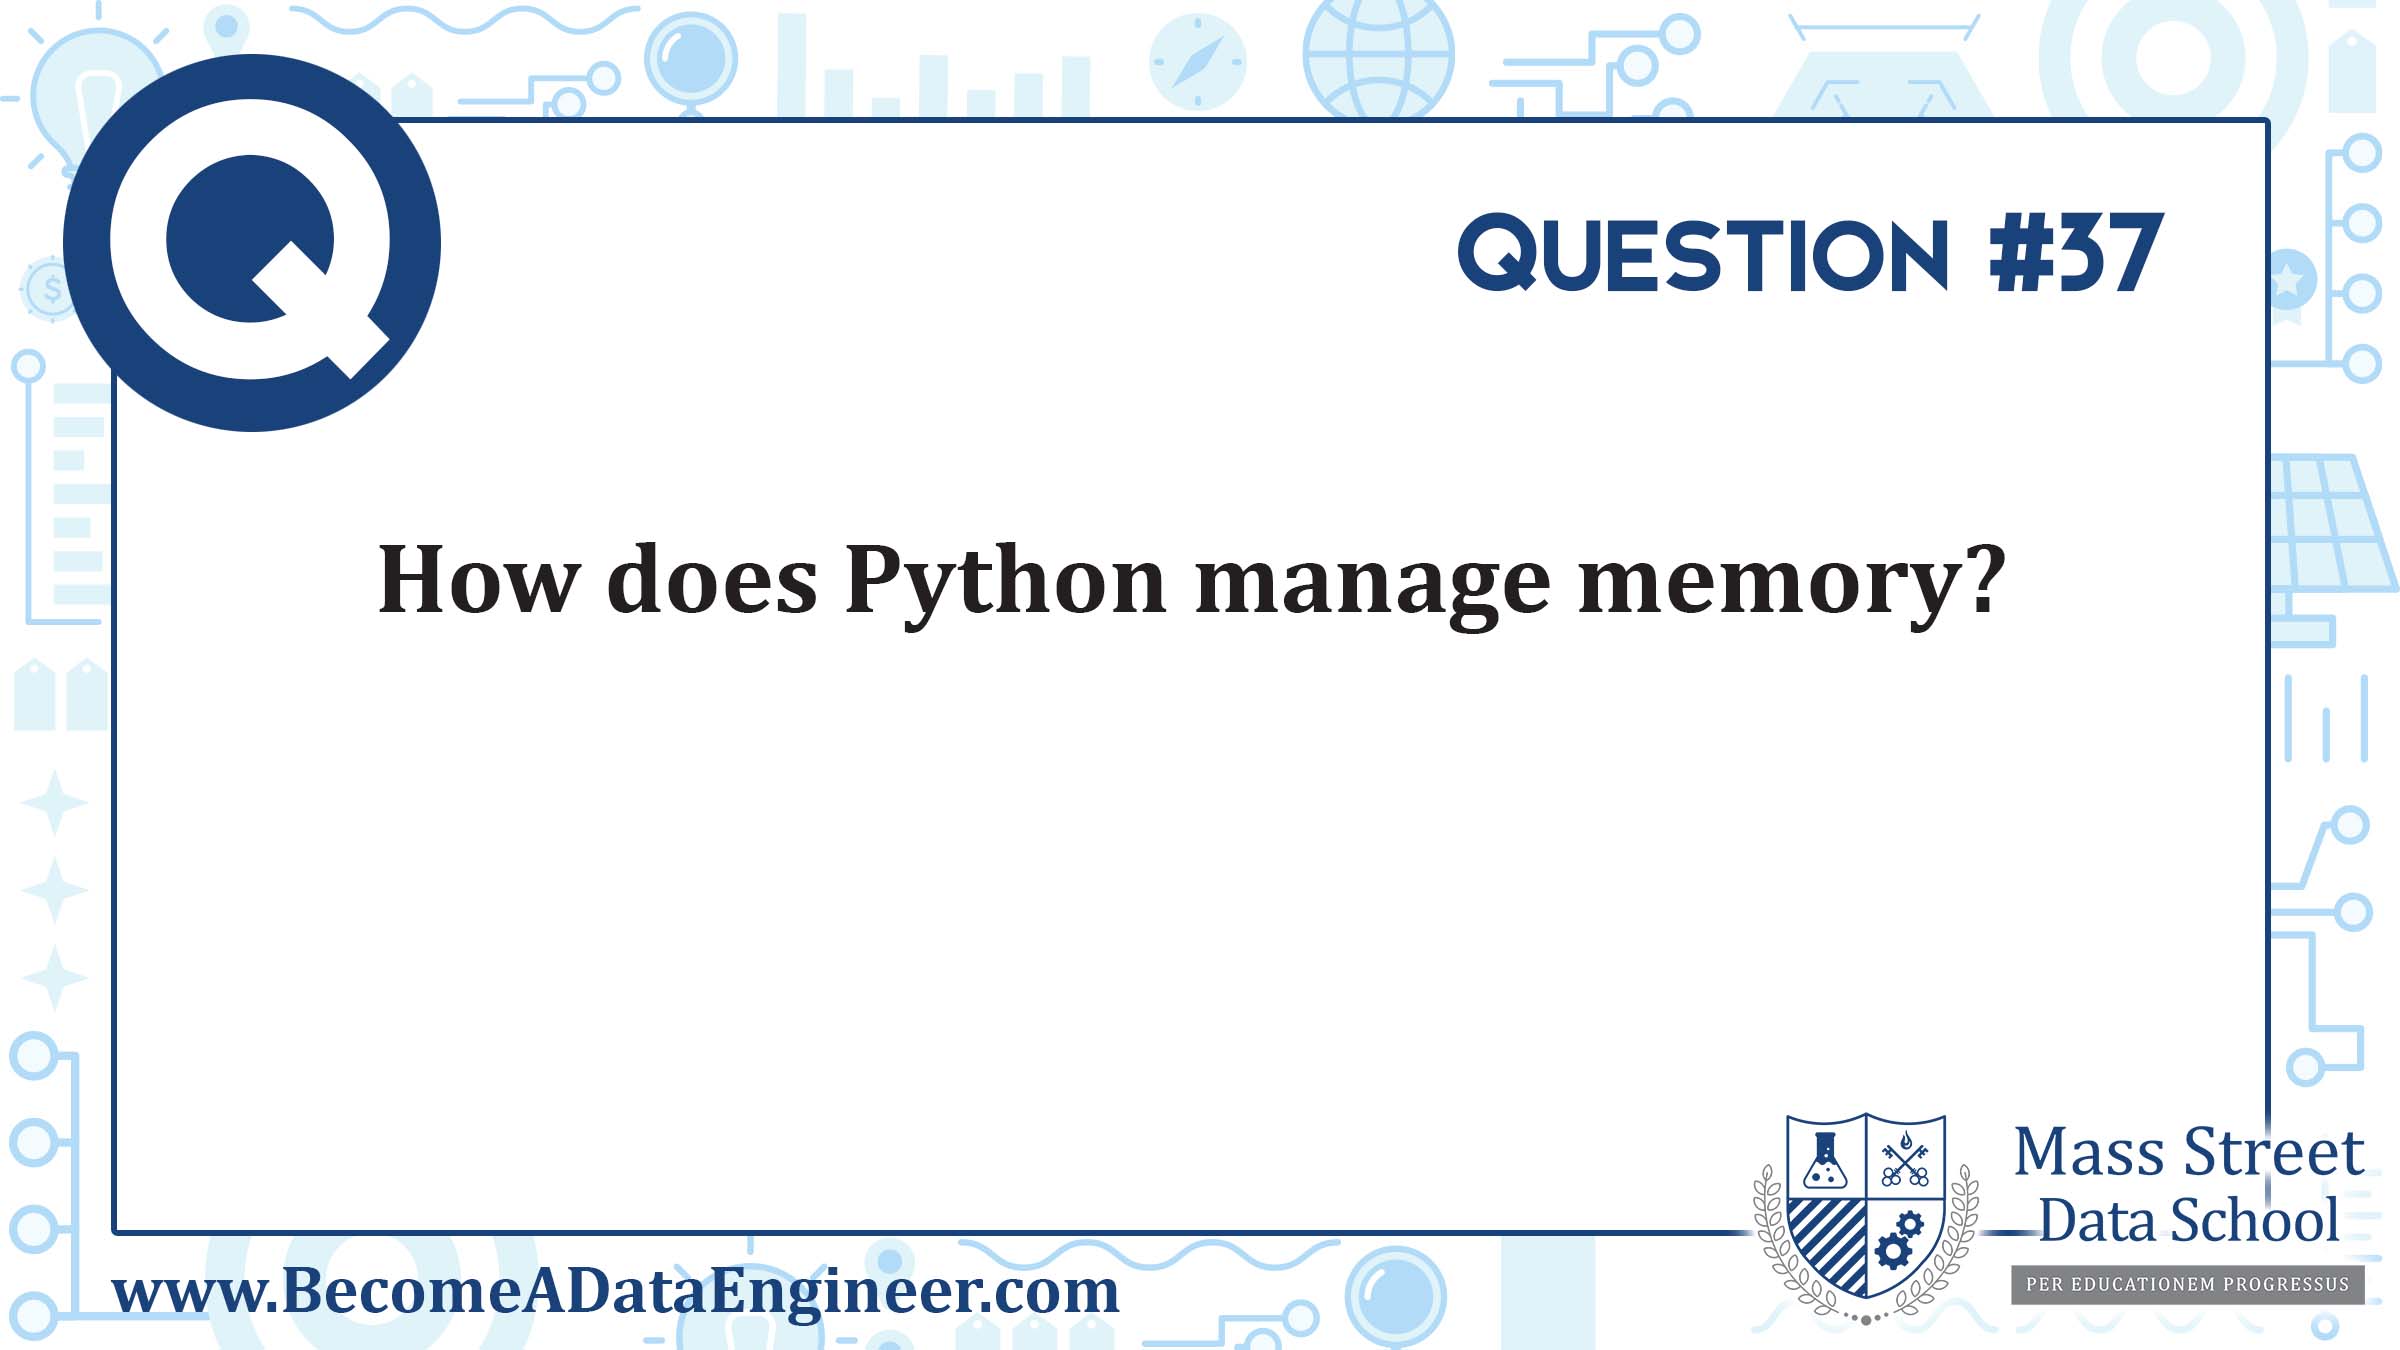 Question #37
How does Python manage memory?
Mass Street
Data School
PER EDUCATIONEM PROGRESSUS
www.BecomeADataEngineer.com